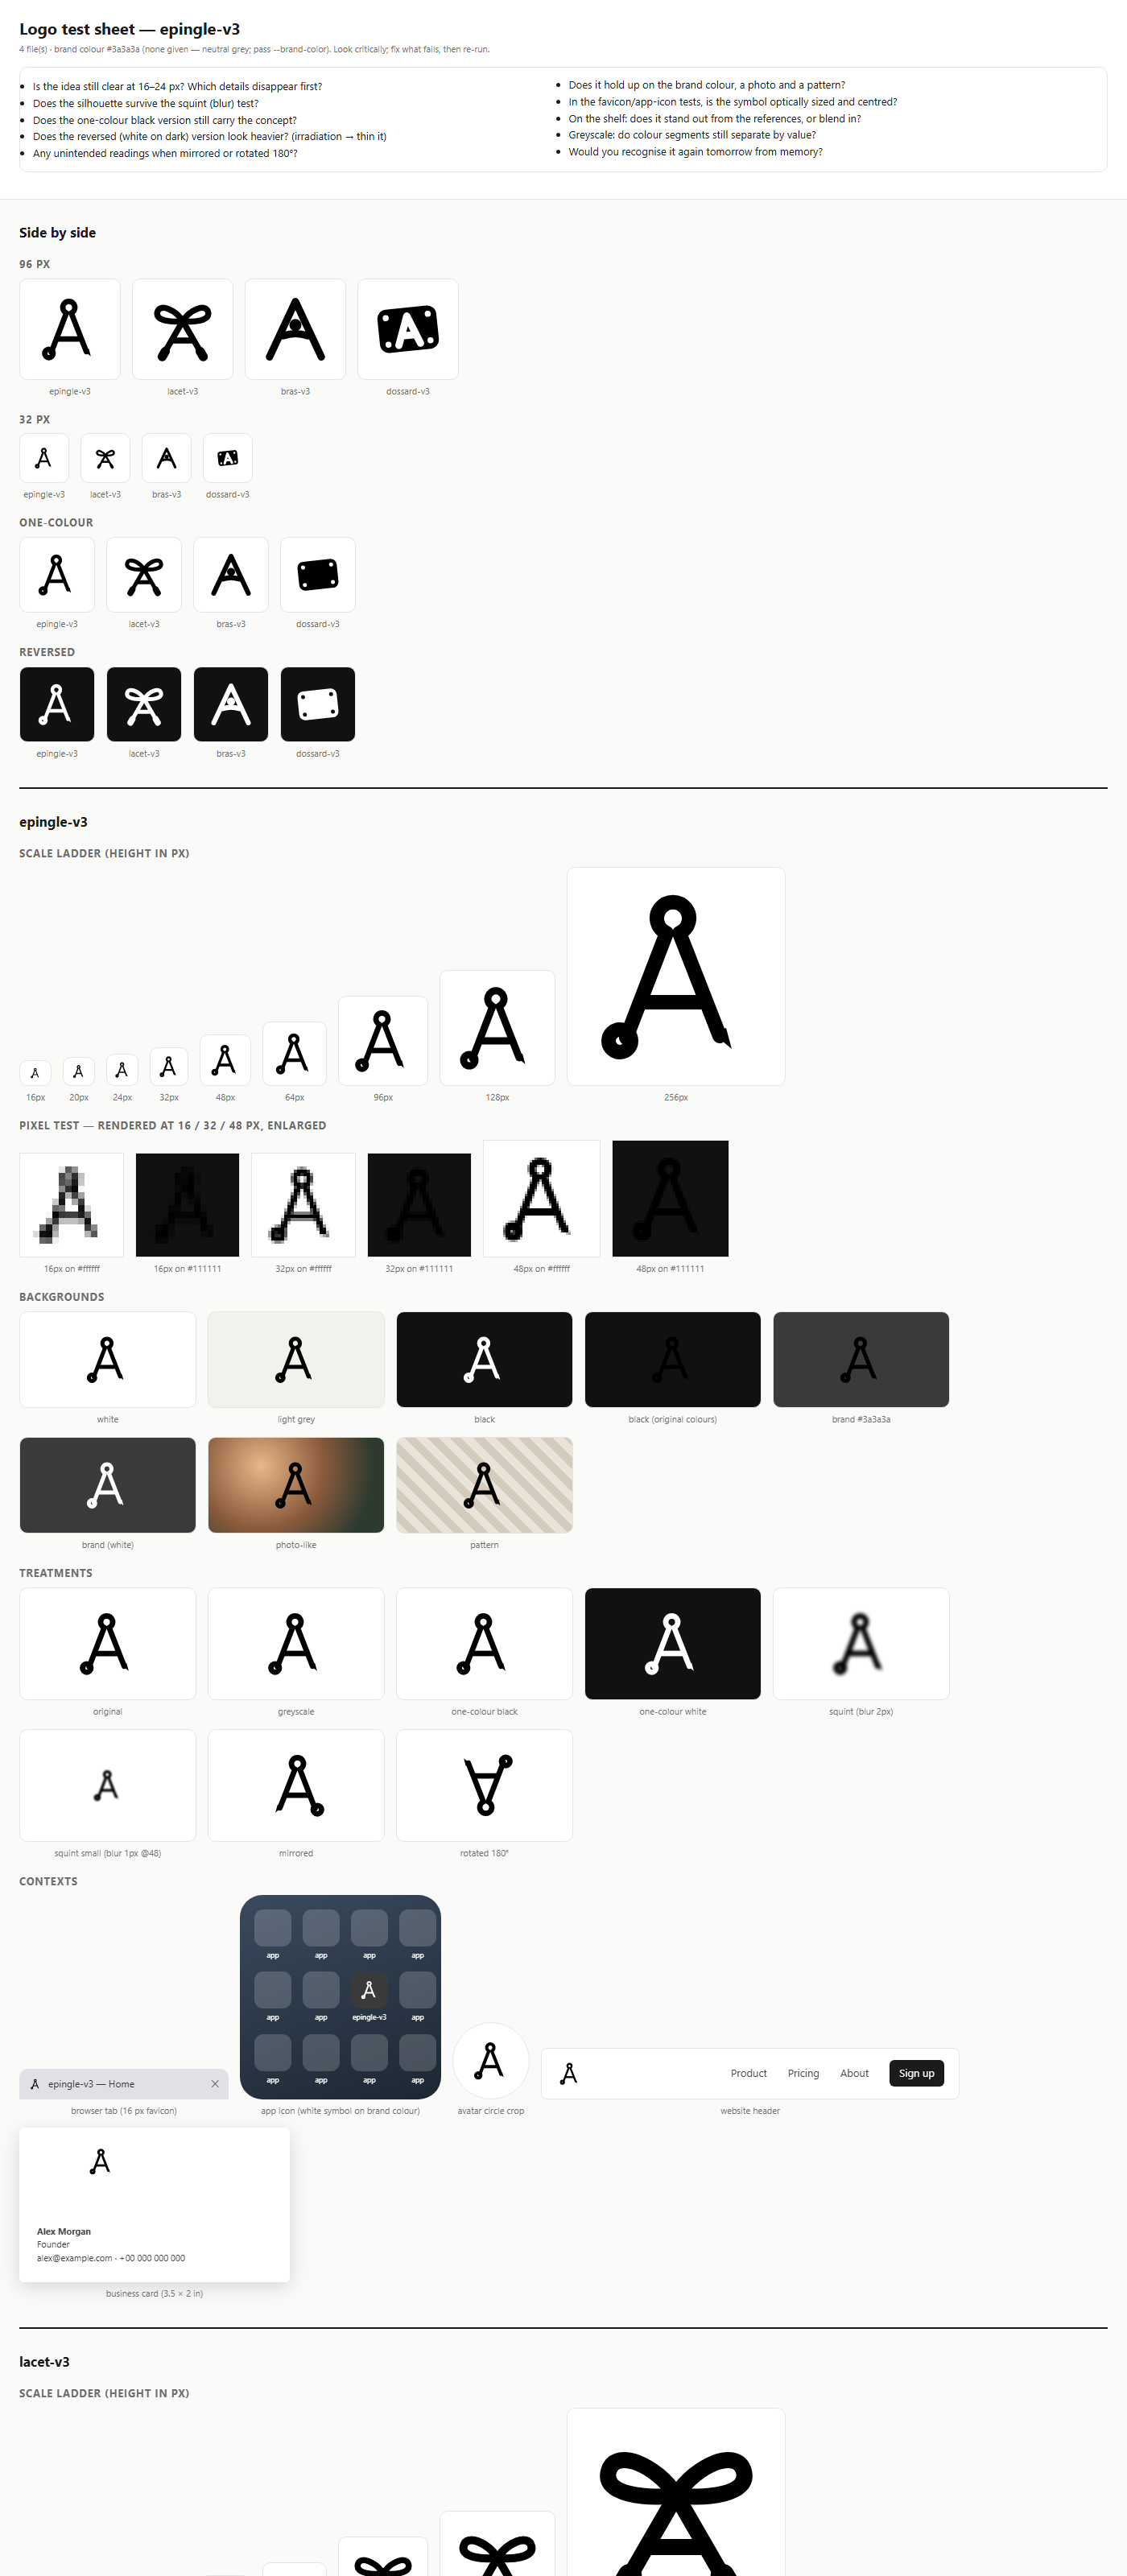 Logo test sheet — epingle-v3
4 file(s) · brand colour #3a3a3a (none given — neutral grey; pass --brand-color). Look critically; fix what fails, then re-run.
Is the idea still clear at 16–24 px? Which details disappear first?
Does the silhouette survive the squint (blur) test?
Does the one-colour black version still carry the concept?
Does the reversed (white on dark) version look heavier? (irradiation → thin it)
Any unintended readings when mirrored or rotated 180°?
Does it hold up on the brand colour, a photo and a pattern?
In the favicon/app-icon tests, is the symbol optically sized and centred?
On the shelf: does it stand out from the references, or blend in?
Greyscale: do colour segments still separate by value?
Would you recognise it again tomorrow from memory?
Side by side
96 PX
epingle-v3 lacet-v3 bras-v3 dossard-v3
32 PX
epingle-v3 lacet-v3 bras-v3 dossard-v3
ONE-COLOUR
epingle-v3 lacet-v3 bras-v3 dossard-v3
REVERSED
epingle-v3 lacet-v3 bras-v3 dossard-v3
epingle-v3
SCALE LADDER (HEIGHT IN PX)
16px 20px 24px 32px 48px 64px 96px 128px 256px
PIXEL TEST — RENDERED AT 16 / 32 / 48 PX, ENLARGED
16px on #ffffff 16px on #111111 32px on #ffffff 32px on #111111 48px on #ffffff 48px on #111111
BACKGROUNDS
white light grey black black (original colours) brand #3a3a3a
brand (white) photo-like pattern
TREATMENTS
original greyscale one-colour black one-colour white squint (blur 2px)
squint small (blur 1px @48) mirrored rotated 180°
CONTEXTS
app app app app
app app epingle-v3 app
app app app app
epingle-v3 — Home
Product Pricing About Sign up
browser tab (16 px favicon) app icon (white symbol on brand colour) avatar circle crop website header
Alex Morgan
Founder
alex@example.com · +00 000 000 000
business card (3.5 × 2 in)
lacet-v3
SCALE LADDER (HEIGHT IN PX)